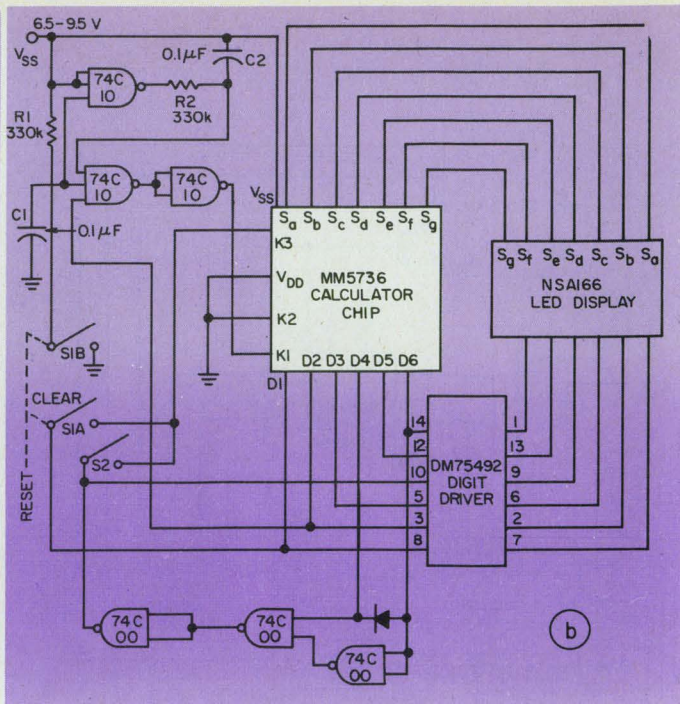 6.5-9.5 V
VSS
0.1µF
C2
74C
10
R2
330k
R1
330k
74C
10
74C
10
C1
0.1µF
VSS
Sa Sb Sc Sd Se Sf Sg
K3
VDD
K2
K1
MM5736
CALCULATOR
CHIP
D1 D2 D3 D4 D5 D6
Sg Sf Se Sd Sc Sb Sa
NSA166
LED DISPLAY
S1B
CLEAR
S1A
S2
RESET
14 1
12 13
10 9
5 6
3 2
8 7
DM75492
DIGIT
DRIVER
74C
00
74C
00
74C
00
b